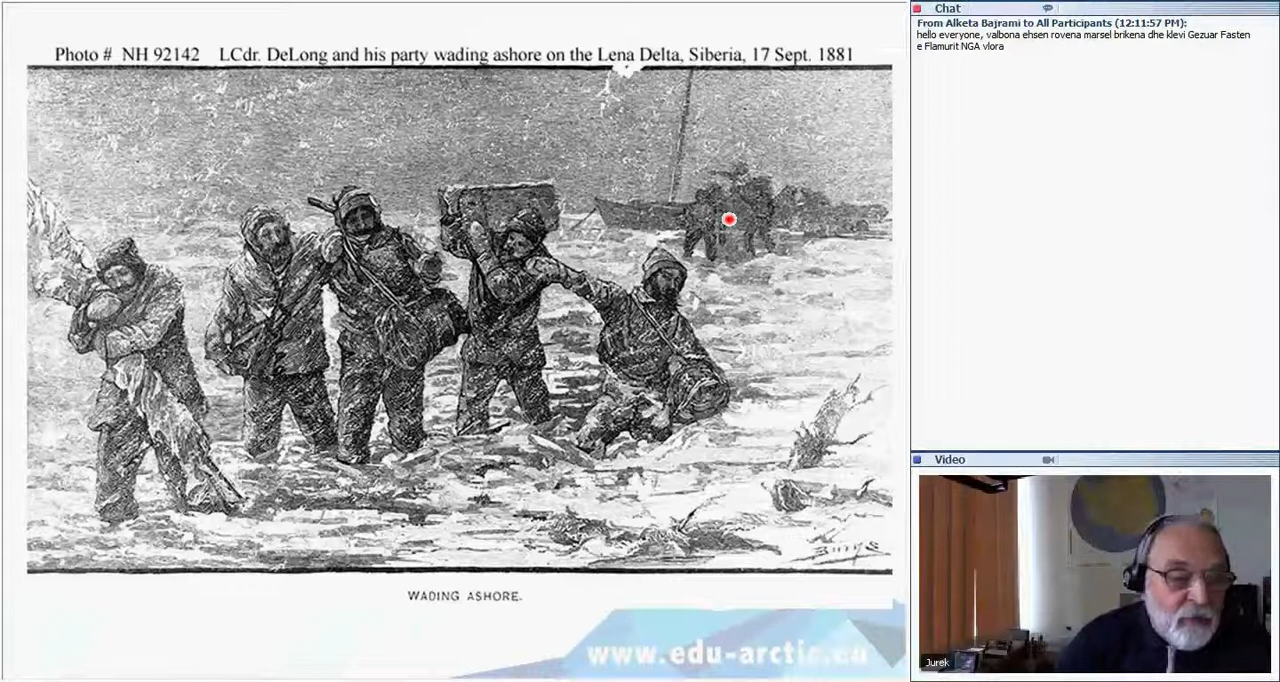 Photo # NH 92142 LCdr. DeLong and his party wading ashore on the Lena Delta, Siberia, 17 Sept. 1881
WADING ASHORE.
www.edu-arctic.eu
Chat
From Alketa Bajrami to All Participants (12:11:57 PM):
hello everyone, valbona ehsen rovena marsel brikena dhe klevi Gezuar Fasten
e Flamurit NGA vlora
Video
Jurek